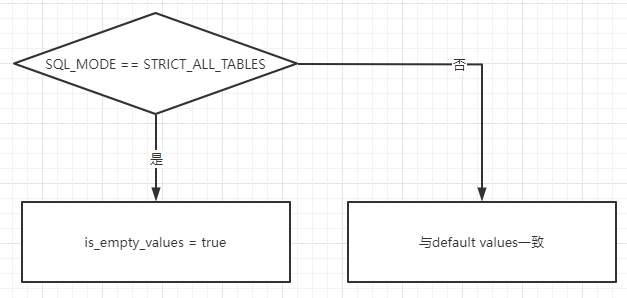 SQL_MODE == STRICT_ALL_TABLES
否
是
is_empty_values = true
与default values一致